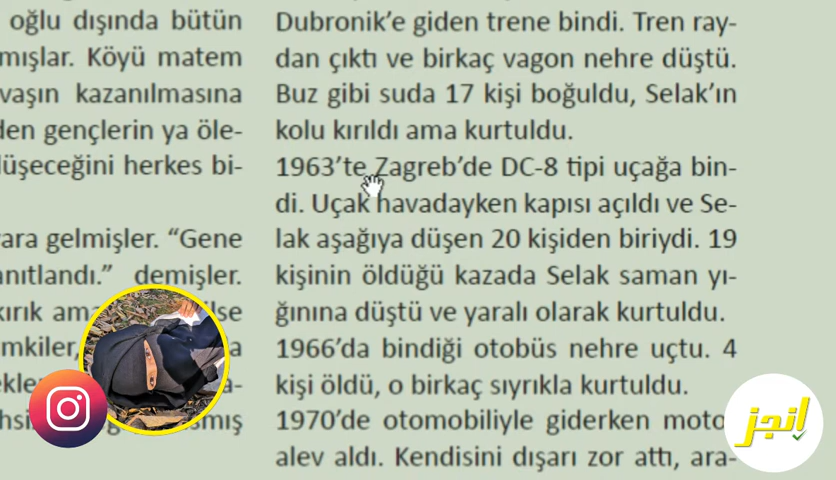 oğlu dışında bütün
mışlar. Köyü matem
vaşın kazanılmasına
den gençlerin ya öle-
düşeceğini herkes bi-
ara gelmişler. “Gene
anıtlandı.” demişler.
kırık ama
mkiler,
Dubronik’e giden trene bindi. Tren ray-
dan çıktı ve birkaç vagon nehre düştü.
Buz gibi suda 17 kişi boğuldu, Selak’ın
kolu kırıldı ama kurtuldu.
1963’te Zagreb’de DC-8 tipi uçağa bin-
di. Uçak havadayken kapısı açıldı ve Se-
lak aşağıya düşen 20 kişiden biriydi. 19
kişinin öldüğü kazada Selak saman yı-
ğınına düştü ve yaralı olarak kurtuldu.
1966’da bindiği otobüs nehre uçtu. 4
kişi öldü, o birkaç sıyrıkla kurtuldu.
1970’de otomobiliyle giderken motor
alev aldı. Kendisini dışarı zor attı, ara-
انجز